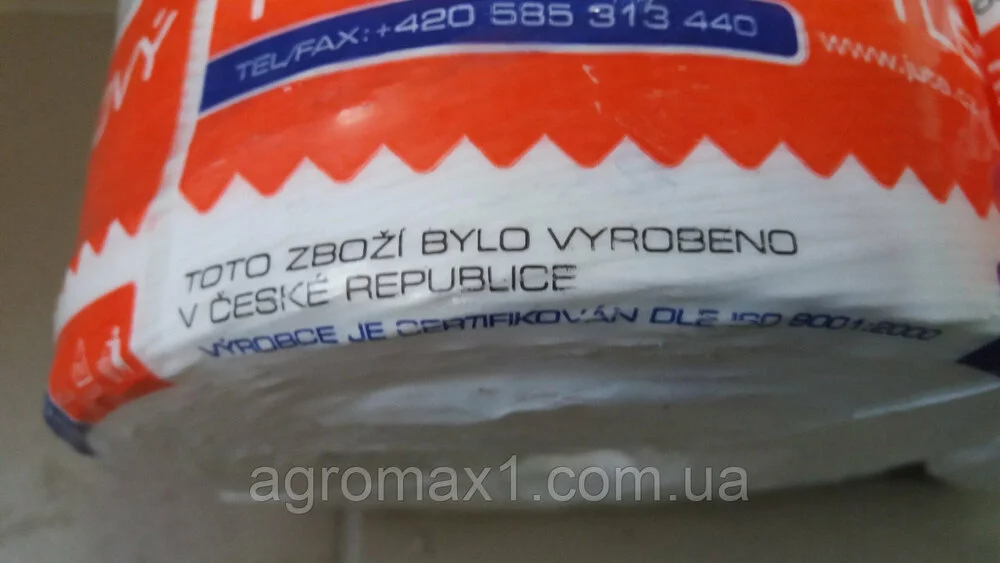 TEL/FAX: +420 585 313 440
TOTO ZBOŽÍ BYLO VYROBENO
V ČESKÉ REPUBLICE
VÝROBCE JE CERTIFIKOVÁN DLE ISO 9001:2000
agromax1.com.ua